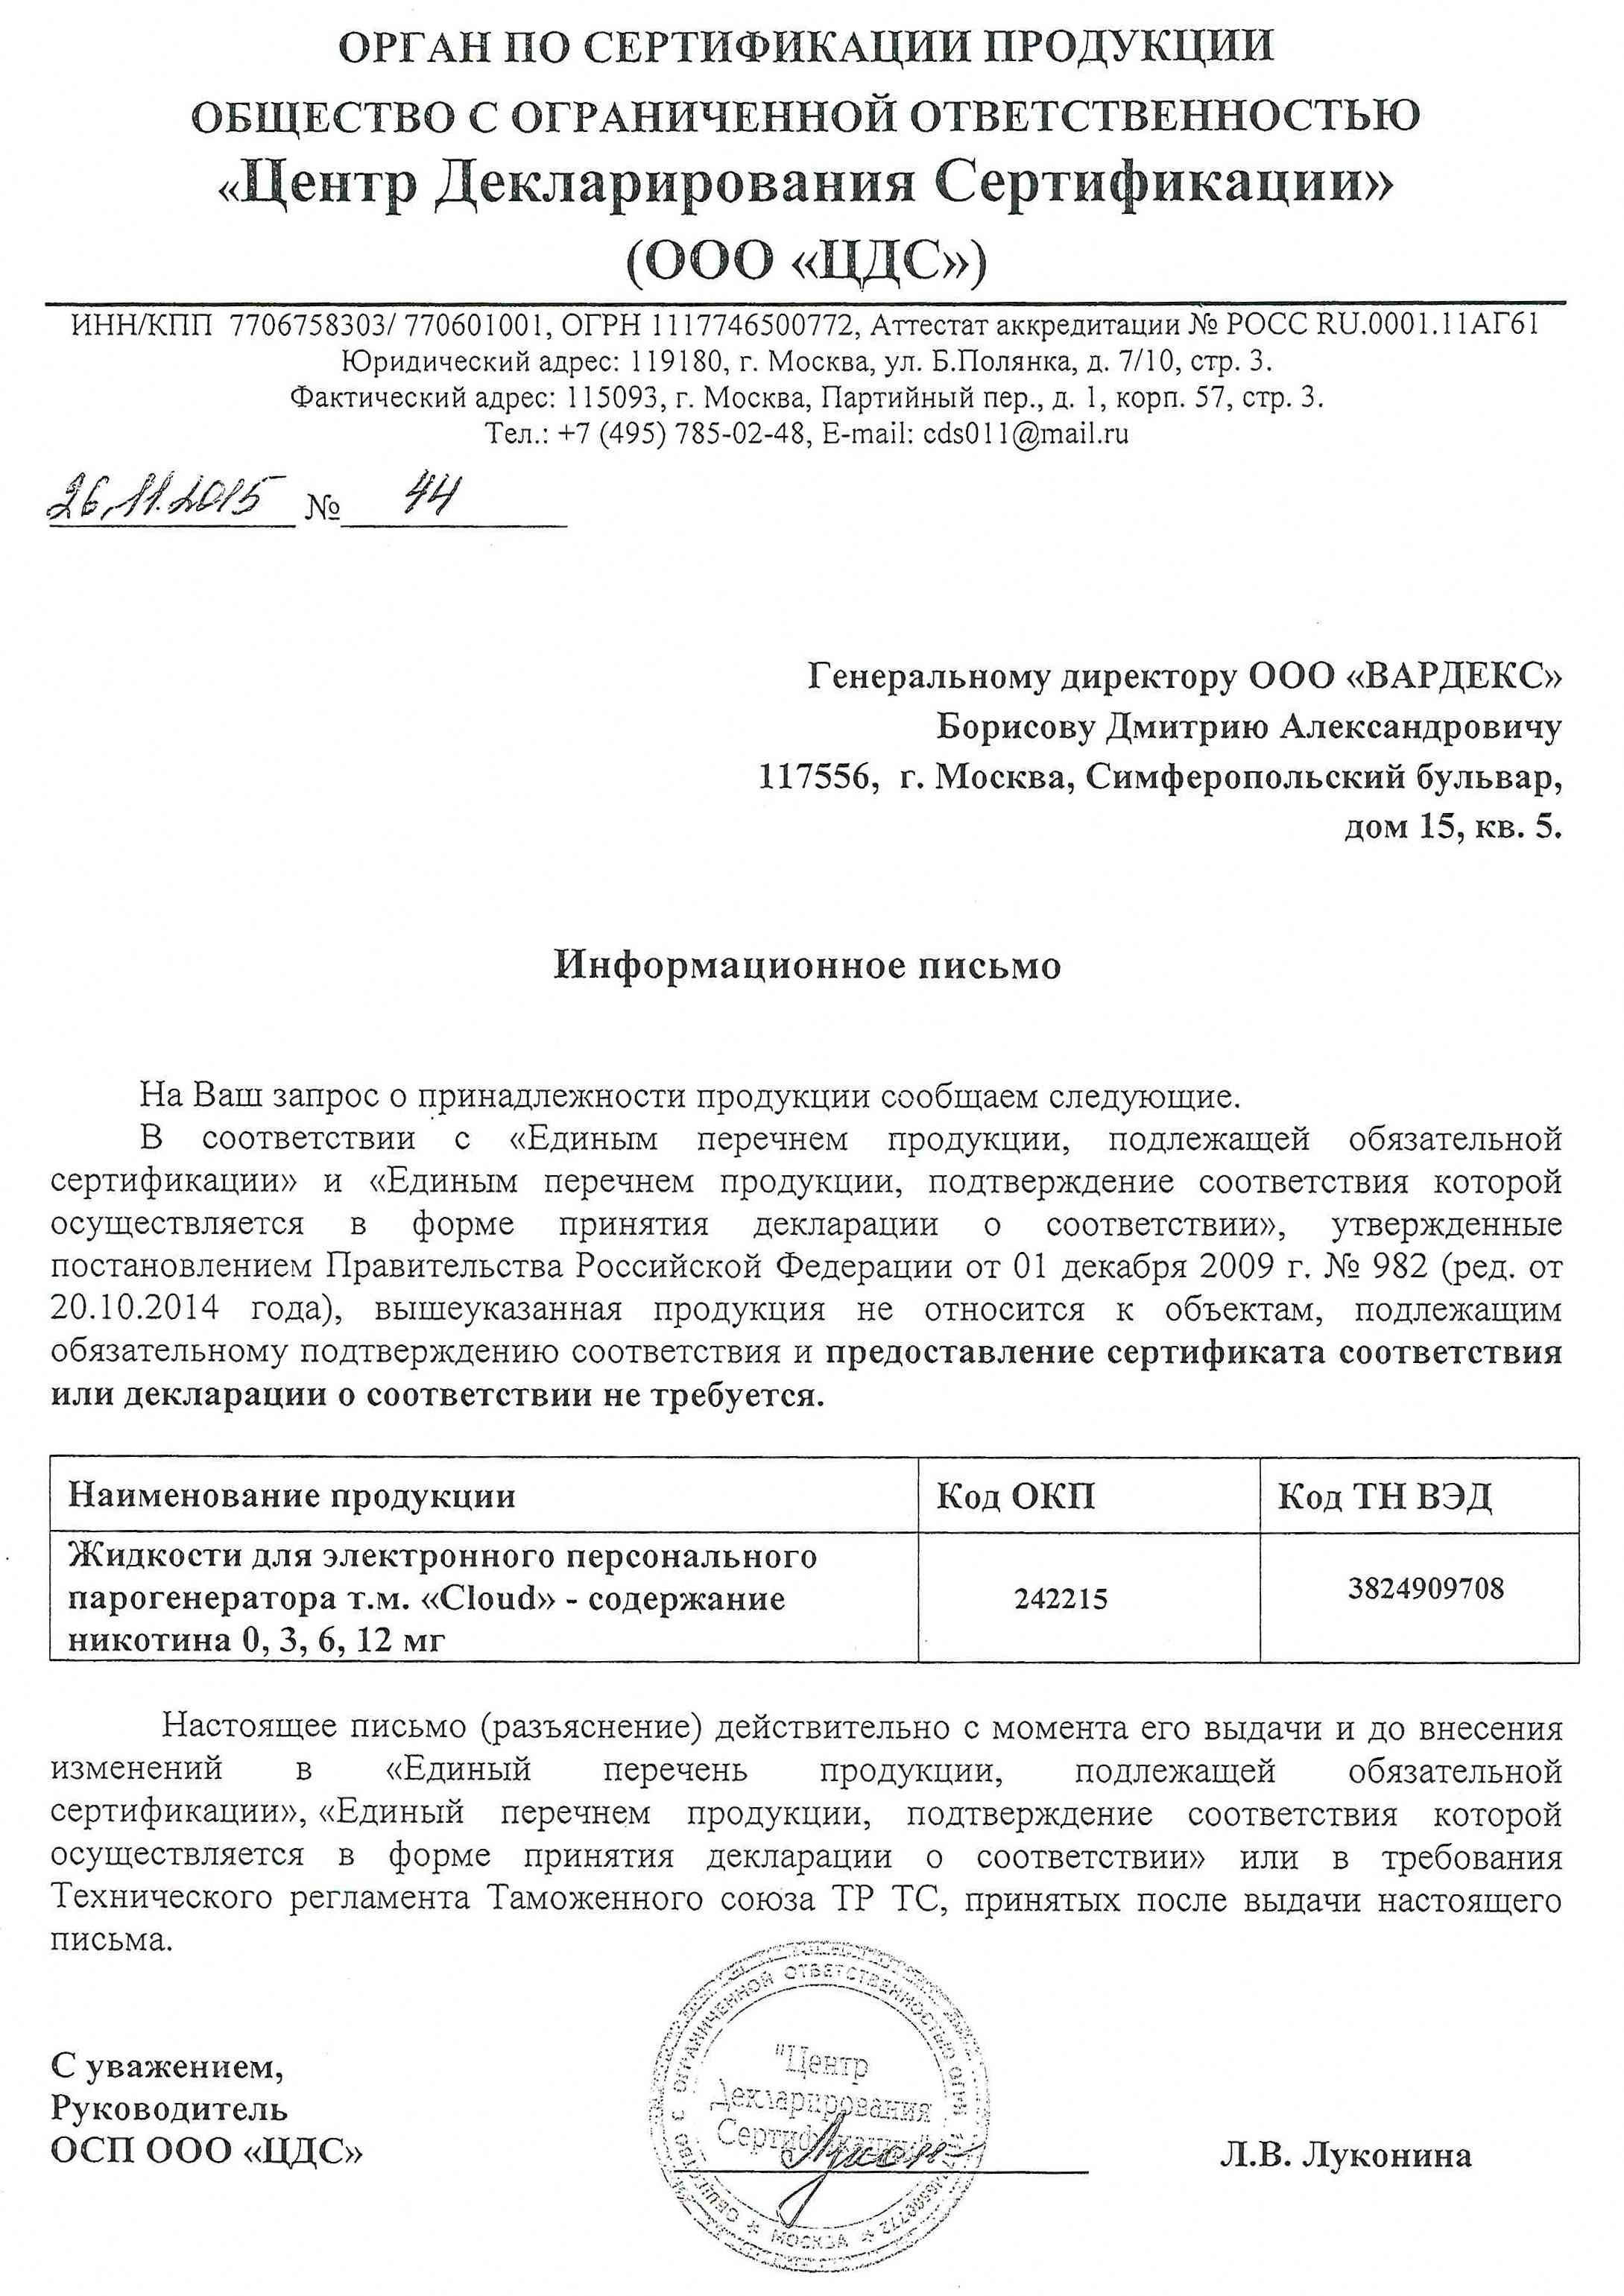 ОРГАН ПО СЕРТИФИКАЦИИ ПРОДУКЦИИ
ОБЩЕСТВО С ОГРАНИЧЕННОЙ ОТВЕТСТВЕННОСТЬЮ
«Центр Декларирования Сертификации»
(ООО «ЦДС»)
ИНН/КПП 7706758303/ 770601001, ОГРН 1117746500772, Аттестат аккредитации № РОСС RU.0001.11АГ61
Юридический адрес: 119180, г. Москва, ул. Б.Полянка, д. 7/10, стр. 3.
Фактический адрес: 115093, г. Москва, Партийный пер., д. 1, корп. 57, стр. 3.
Тел.: +7 (495) 785-02-48, E-mail: cds011@mail.ru
26.11.2015 № 44
Генеральному директору ООО «ВАРДЕКС»
Борисову Дмитрию Александровичу
117556, г. Москва, Симферопольский бульвар,
дом 15, кв. 5.
Информационное письмо
На Ваш запрос о принадлежности продукции сообщаем следующие.
В соответствии с «Единым перечнем продукции, подлежащей обязательной
сертификации» и «Единым перечнем продукции, подтверждение соответствия которой
осуществляется в форме принятия декларации о соответствии», утвержденные
постановлением Правительства Российской Федерации от 01 декабря 2009 г. № 982 (ред. от
20.10.2014 года), вышеуказанная продукция не относится к объектам, подлежащим
обязательному подтверждению соответствия и предоставление сертификата соответствия
или декларации о соответствии не требуется.
Наименование продукции Код ОКП Код ТН ВЭД
Жидкости для электронного персонального
парогенератора т.м. «Cloud» - содержание
никотина 0, 3, 6, 12 мг
242215
3824909708
Настоящее письмо (разъяснение) действительно с момента его выдачи и до внесения
изменений в «Единый перечень продукции, подлежащей обязательной
сертификации», «Единый перечнем продукции, подтверждение соответствия которой
осуществляется в форме принятия декларации о соответствии» или в требования
Технического регламента Таможенного союза ТР ТС, принятых после выдачи настоящего
письма.
С уважением,
Руководитель
ОСП ООО «ЦДС»
ОБЩЕСТВО С ОГРАНИЧЕННОЙ ОТВЕТСТВЕННОСТЬЮ
"Центр
Декларирования
Сертификации"
МОСКВА
Л.В. Луконина